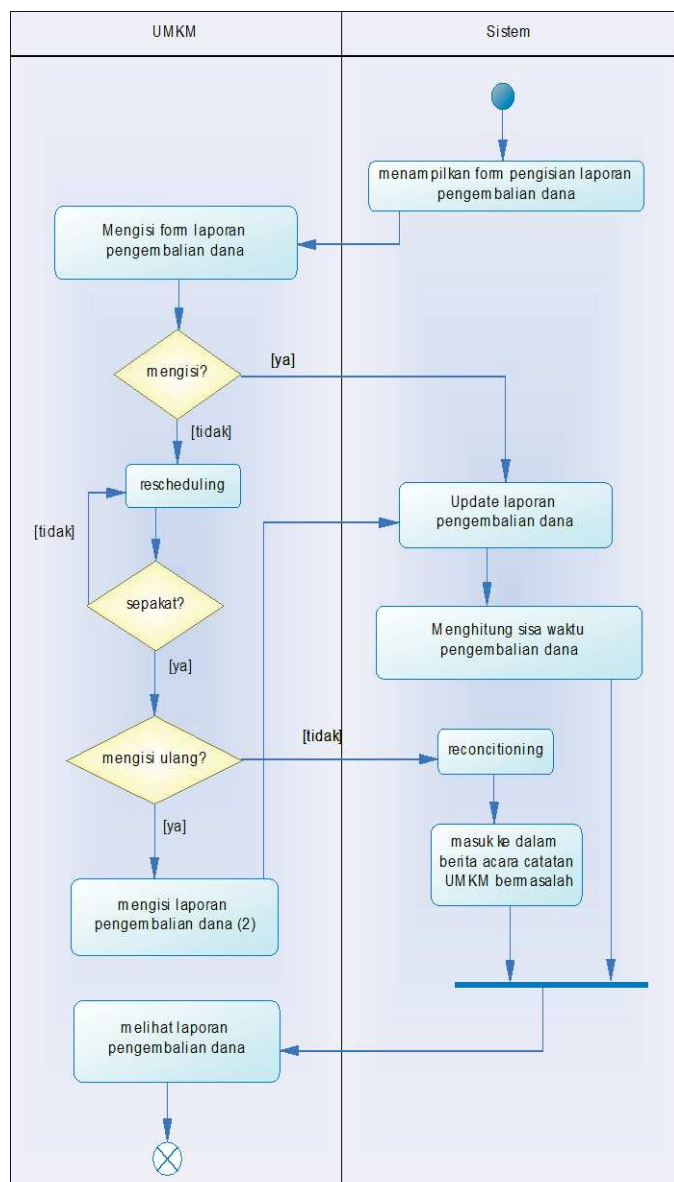 UMKM
Sistem
menampilkan form pengisian laporan
pengembalian dana
Mengisi form laporan
pengembalian dana
mengisi?
[ya]
[tidak]
rescheduling
Update laporan
pengembalian dana
[tidak]
sepakat?
Menghitung sisa waktu
pengembalian dana
[ya]
mengisi ulang?
[tidak]
reconcitioning
[ya]
masuk ke dalam
berita acara catatan
UMKM bermasalah
mengisi laporan
pengembalian dana (2)
melihat laporan
pengembalian dana